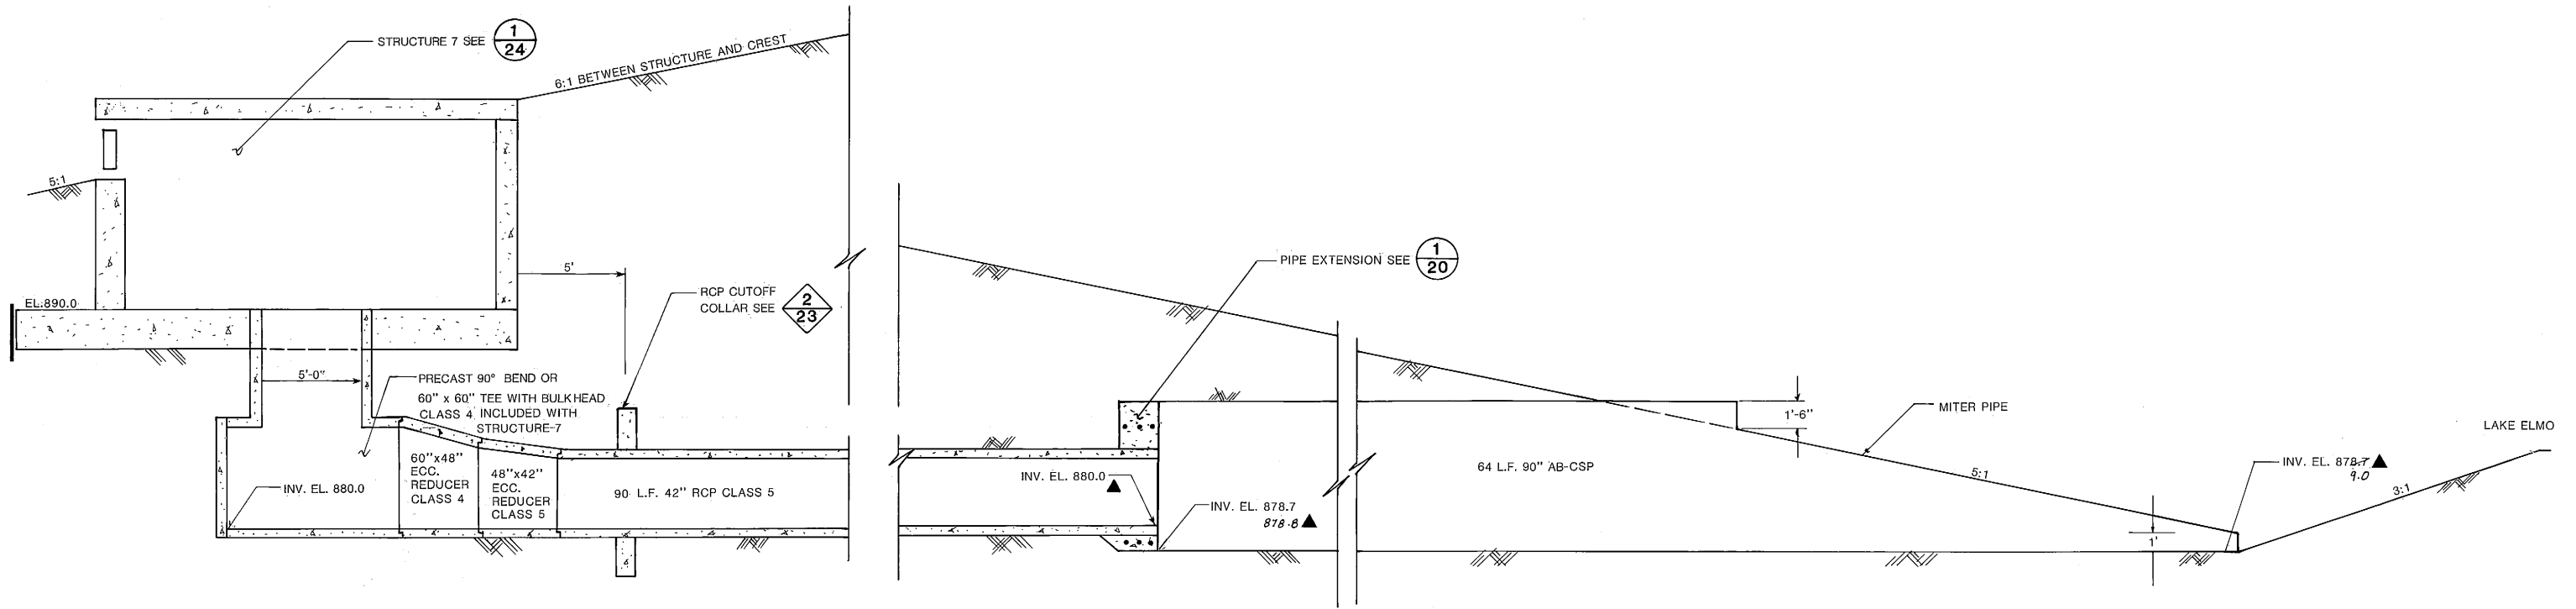 STRUCTURE 7 SEE
1
24
6:1 BETWEEN STRUCTURE AND CREST
5:1
EL.890.0
5'
RCP CUTOFF
COLLAR SEE
2
23
5'-0"
PRECAST 90° BEND OR
60" x 60" TEE WITH BULKHEAD
CLASS 4 INCLUDED WITH
STRUCTURE-7
INV. EL. 880.0
60"x48"
ECC.
REDUCER
CLASS 4
48"x42"
ECC.
REDUCER
CLASS 5
90 L.F. 42" RCP CLASS 5
PIPE EXTENSION SEE
1
20
INV. EL. 880.0
INV. EL. 878.7
878.8
64 L.F. 90" AB-CSP
1'-6"
MITER PIPE
5:1
1'
INV. EL. 878.7
9.0
3:1
LAKE ELMO